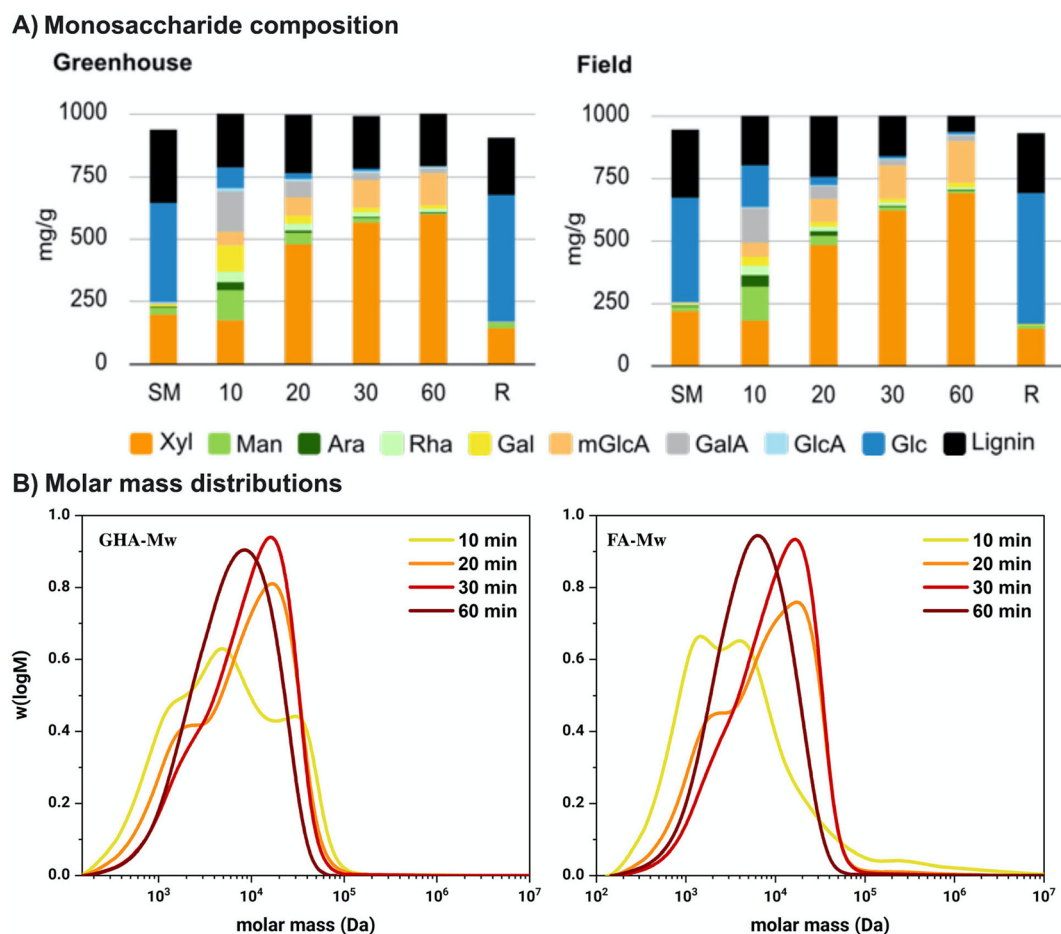 A) Monosaccharide composition
Greenhouse
Field
1000
750
500
250
0
mg/g
SM 10 20 30 60 R
1000
750
500
250
0
mg/g
SM 10 20 30 60 R
Xyl Man Ara Rha Gal mGlcA GalA GlcA Glc Lignin
B) Molar mass distributions
GHA-Mw
10 min
20 min
30 min
60 min
1.0
0.8
0.6
0.4
0.2
0.0
w(logM)
10³ 10⁴ 10⁵ 10⁶ 10⁷
molar mass (Da)
FA-Mw
10 min
20 min
30 min
60 min
1.0
0.8
0.6
0.4
0.2
0.0
10² 10³ 10⁴ 10⁵ 10⁶ 10⁷
molar mass (Da)